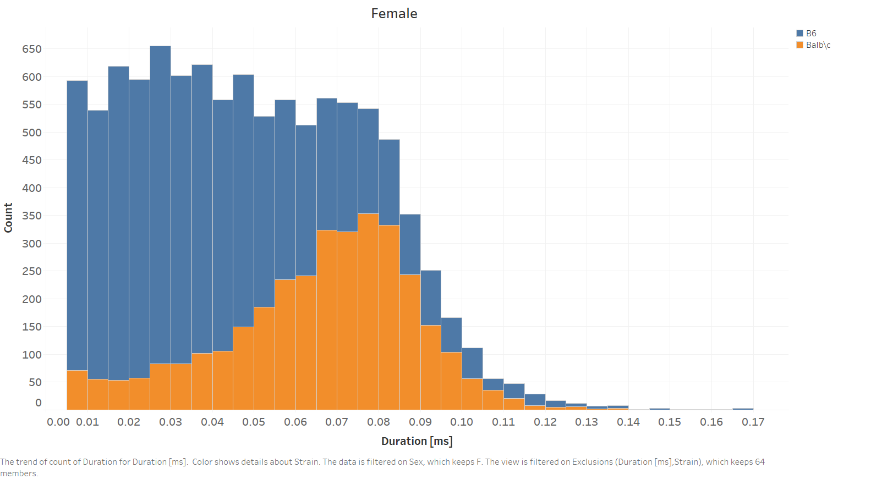 Female
B6
Balb\c
650
600
550
500
450
400
350
300
250
200
150
100
50
0
Count
0.00 0.01 0.02 0.03 0.04 0.05 0.06 0.07 0.08 0.09 0.10 0.11 0.12 0.13 0.14 0.15 0.16 0.17
Duration [ms]
The trend of count of Duration for Duration [ms]. Color shows details about Strain. The data is filtered on Sex, which keeps F. The view is filtered on Exclusions (Duration [ms],Strain), which keeps 64
members